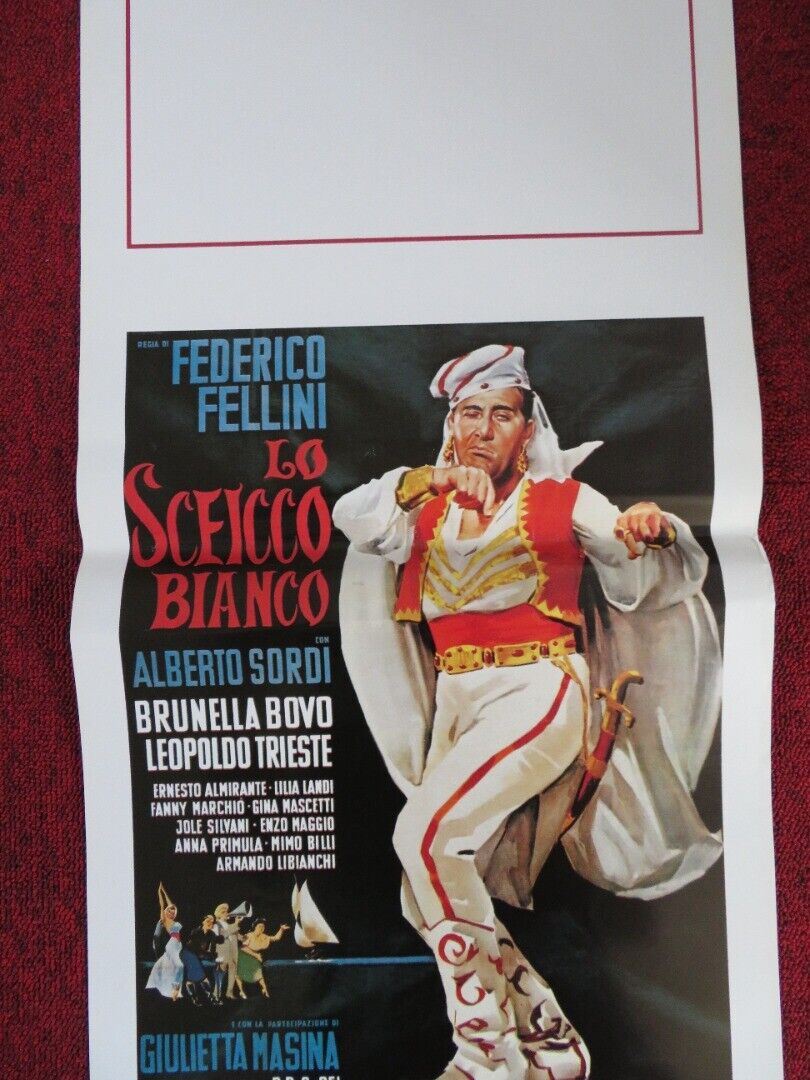 REGIA DI
FEDERICO
FELLINI
LO
SCEICCO
BIANCO
CON
ALBERTO SORDI
BRUNELLA BOVO
LEOPOLDO TRIESTE
ERNESTO ALMIRANTE · LILIA LANDI
FANNY MARCHIO · GINA MASCETTI
JOLE SILVANI · ENZO MAGGIO
ANNA PRIMULA · MIMO BILLI
ARMANDO LIBIANCHI
E CON LA PARTECIPAZIONE DI
GIULIETTA MASINA